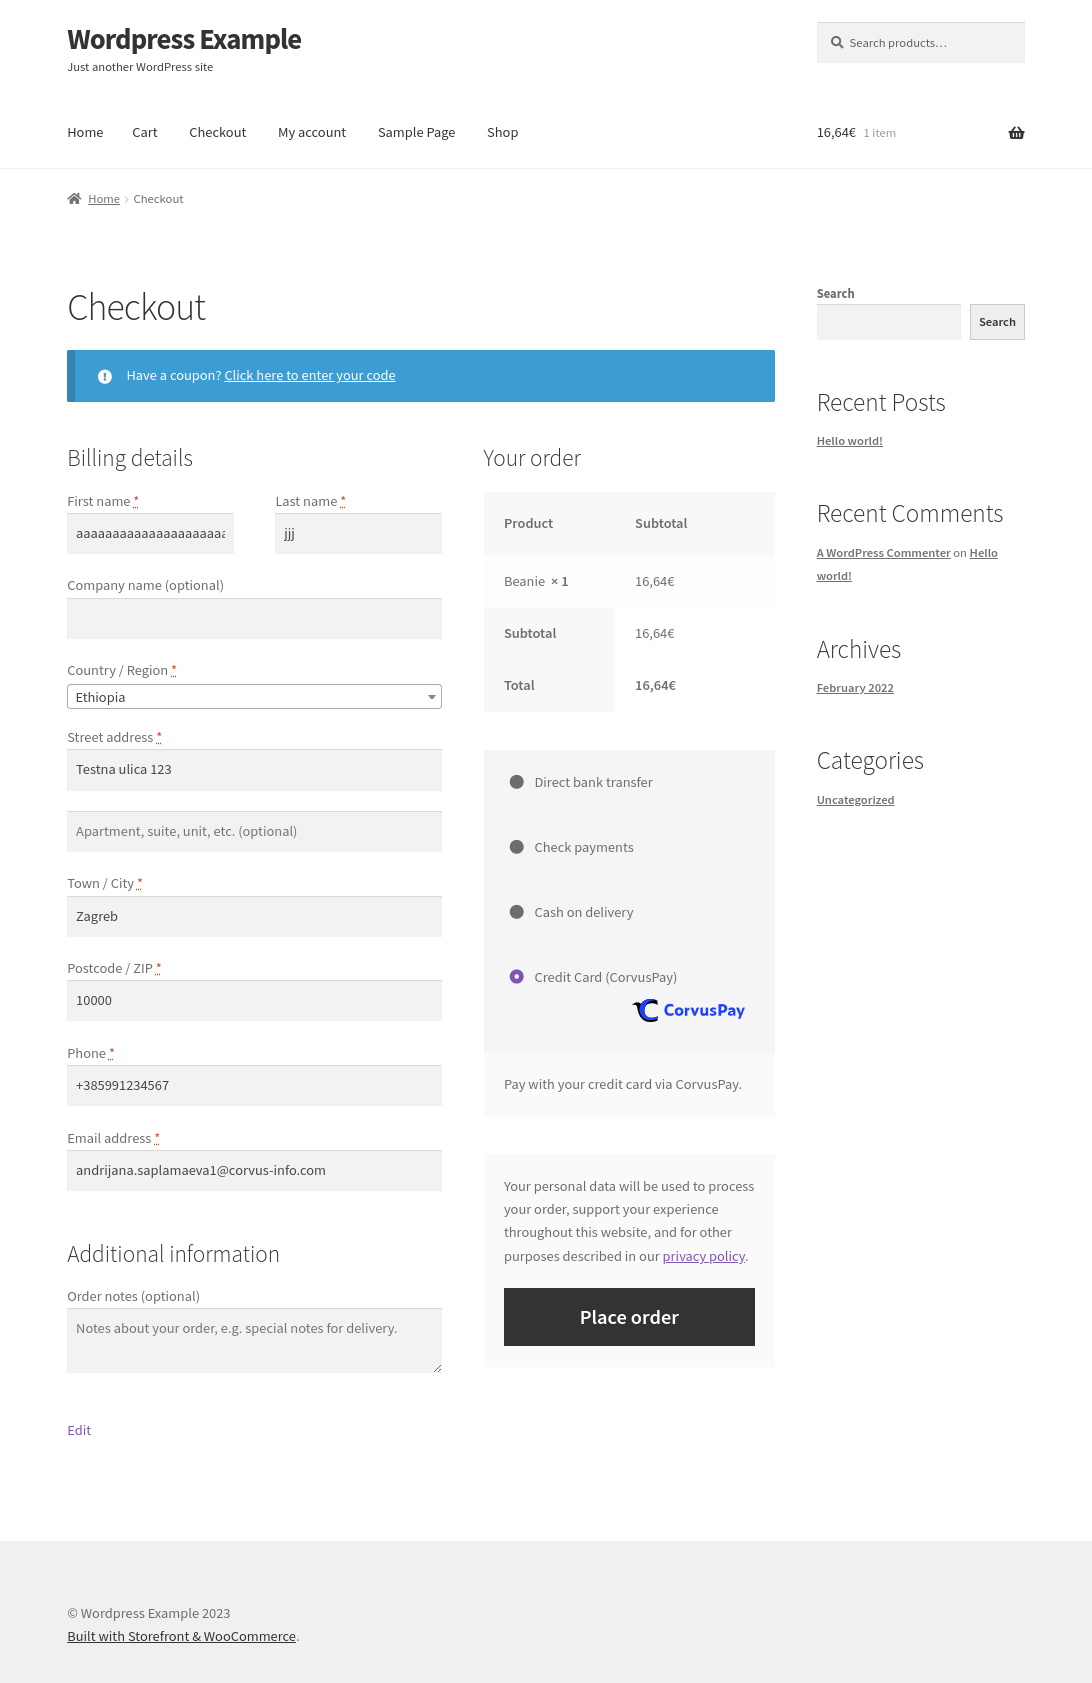 Wordpress Example
Just another WordPress site
Search products…
Home Cart Checkout My account Sample Page Shop
16,64€ 1 item
Home › Checkout
Checkout
Have a coupon? Click here to enter your code
Billing details
First name *
Last name *
aaaaaaaaaaaaaaaaaaaaa
jjj
Company name (optional)
Country / Region *
Ethiopia
Street address *
Testna ulica 123
Apartment, suite, unit, etc. (optional)
Town / City *
Zagreb
Postcode / ZIP *
10000
Phone *
+385991234567
Email address *
andrijana.saplamaeva1@corvus-info.com
Additional information
Order notes (optional)
Notes about your order, e.g. special notes for delivery.
Edit
Your order
Product Subtotal
Beanie × 1 16,64€
Subtotal 16,64€
Total 16,64€
Direct bank transfer
Check payments
Cash on delivery
Credit Card (CorvusPay)
CorvusPay
Pay with your credit card via CorvusPay.
Your personal data will be used to process
your order, support your experience
throughout this website, and for other
purposes described in our privacy policy.
Place order
Search
Search
Recent Posts
Hello world!
Recent Comments
A WordPress Commenter on Hello
world!
Archives
February 2022
Categories
Uncategorized
© Wordpress Example 2023
Built with Storefront & WooCommerce.